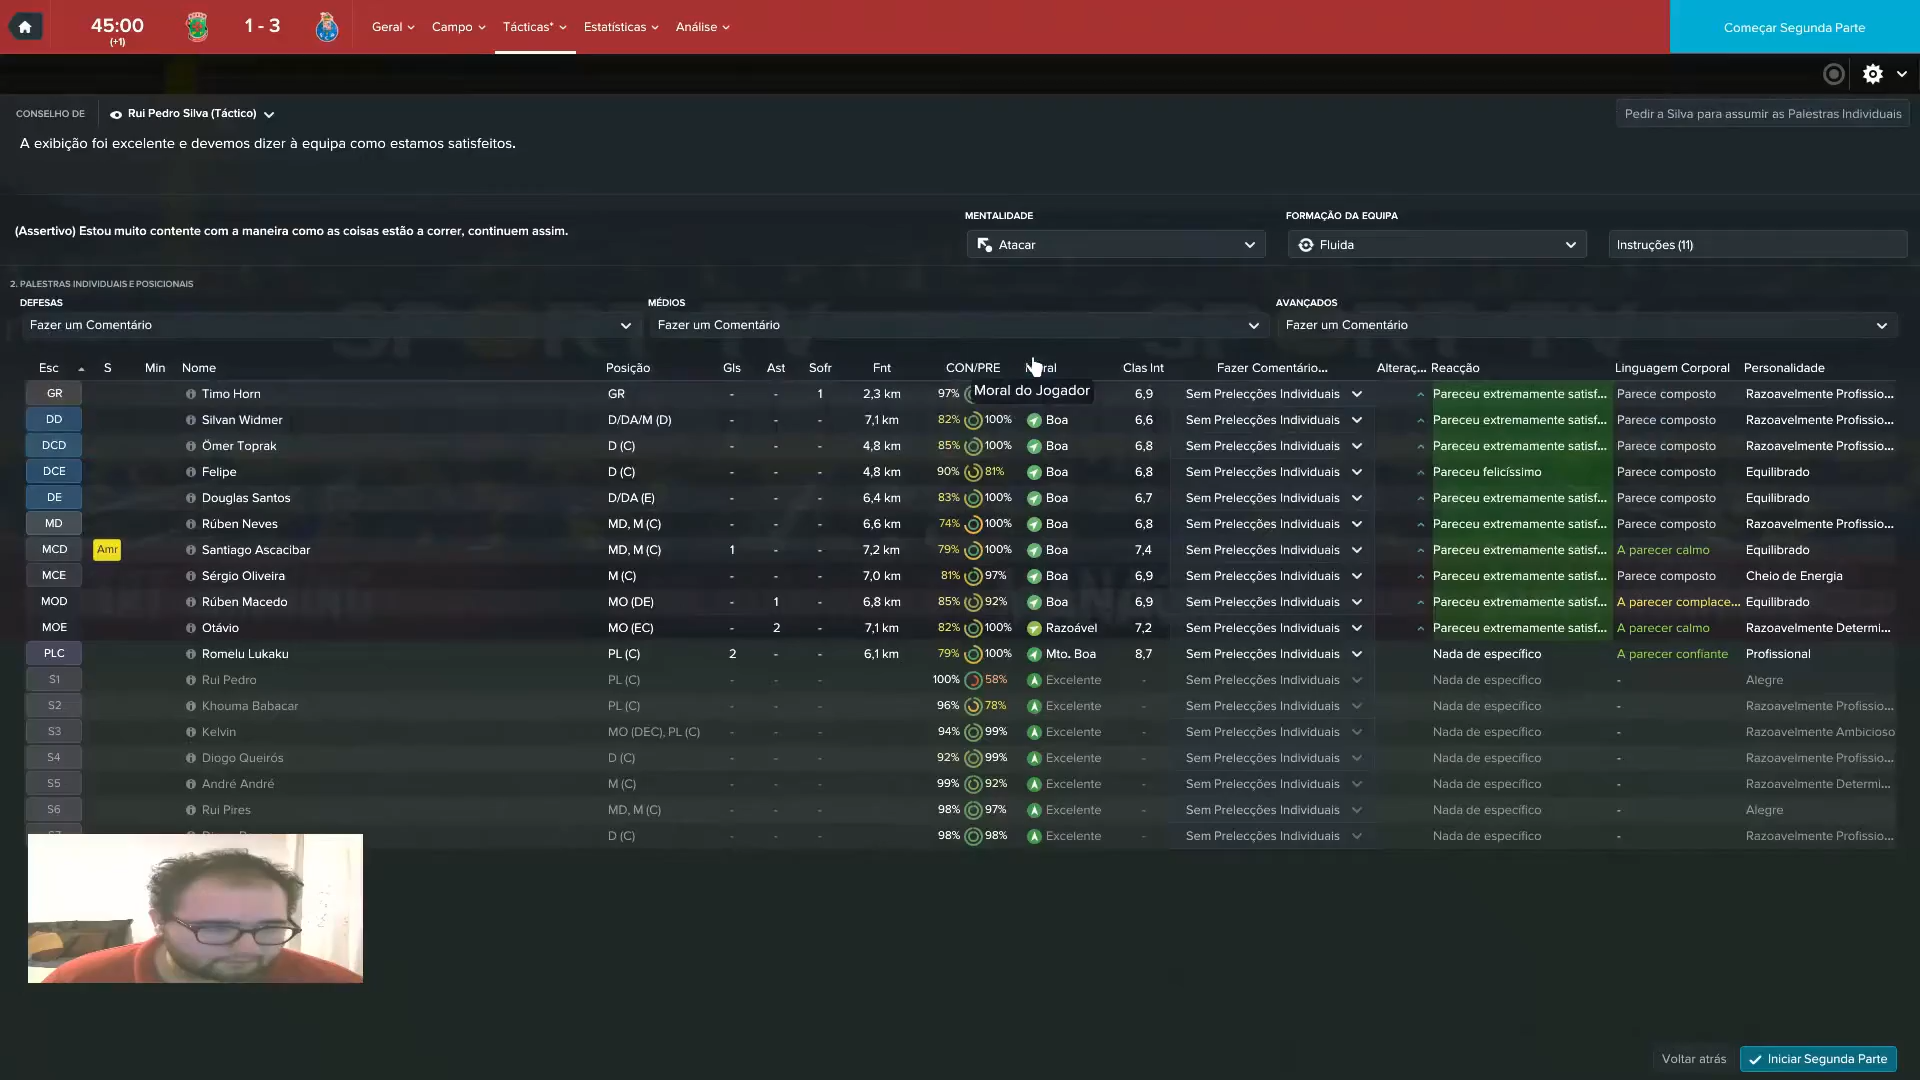 45:00
(+1)
1 - 3
Geral
Campo
Tácticas*
Estatísticas
Análise
Começar Segunda Parte
CONSELHO DE
Rui Pedro Silva (Táctico)
Pedir a Silva para assumir as Palestras Individuais
A exibição foi excelente e devemos dizer à equipa como estamos satisfeitos.
MENTALIDADE
FORMAÇÃO DA EQUIPA
(Assertivo) Estou muito contente com a maneira como as coisas estão a correr, continuem assim.
Atacar
Fluida
Instruções (11)
2. PALESTRAS INDIVIDUAIS E POSICIONAIS
DEFESAS
MÉDIOS
AVANÇADOS
Fazer um Comentário
Fazer um Comentário
Fazer um Comentário
Esc S Min Nome Posição Gls Ast Sofr Fnt CON/PRE Clas Int Fazer Comentário... Alteraç... Reacção Linguagem Corporal Personalidade
Moral do Jogador
GR Timo Horn GR - - 1 2,3 km 97% 6,9 Sem Prelecções Individuais Pareceu extremamente satisf... Parece composto Razoavelmente Profissio...
DD Silvan Widmer D/DA/M (D) - - - 7,1 km 82% 100% Boa 6,6 Sem Prelecções Individuais Pareceu extremamente satisf... Parece composto Razoavelmente Profissio...
DCD Ömer Toprak D (C) - - - 4,8 km 85% 100% Boa 6,8 Sem Prelecções Individuais Pareceu extremamente satisf... Parece composto Razoavelmente Profissio...
DCE Felipe D (C) - - - 4,8 km 90% 81% Boa 6,8 Sem Prelecções Individuais Pareceu felicíssimo Parece composto Equilibrado
DE Douglas Santos D/DA (E) - - - 6,4 km 83% 100% Boa 6,7 Sem Prelecções Individuais Pareceu extremamente satisf... Parece composto Equilibrado
MD Rúben Neves MD, M (C) - - - 6,6 km 74% 100% Boa 6,8 Sem Prelecções Individuais Pareceu extremamente satisf... Parece composto Razoavelmente Profissio...
MCD Amr Santiago Ascacibar MD, M (C) 1 - - 7,2 km 79% 100% Boa 7,4 Sem Prelecções Individuais Pareceu extremamente satisf... A parecer calmo Equilibrado
MCE Sérgio Oliveira M (C) - - - 7,0 km 81% 97% Boa 6,9 Sem Prelecções Individuais Pareceu extremamente satisf... Parece composto Cheio de Energia
MOD Rúben Macedo MO (DE) - 1 - 6,8 km 85% 92% Boa 6,9 Sem Prelecções Individuais Pareceu extremamente satisf... A parecer complace... Equilibrado
MOE Otávio MO (EC) - 2 - 7,1 km 82% 100% Razoável 7,2 Sem Prelecções Individuais Pareceu extremamente satisf... A parecer calmo Razoavelmente Determi...
PLC Romelu Lukaku PL (C) 2 - - 6,1 km 79% 100% Mto. Boa 8,7 Sem Prelecções Individuais Nada de específico A parecer confiante Profissional
S1 Rui Pedro PL (C) 100% 58% Excelente - Sem Prelecções Individuais Nada de específico - Alegre
S2 Khouma Babacar PL (C) 96% 78% Excelente - Sem Prelecções Individuais Nada de específico - Razoavelmente Profissio...
S3 Kelvin MO (DEC), PL (C) 94% 99% Excelente - Sem Prelecções Individuais Nada de específico - Razoavelmente Ambicioso
S4 Diogo Queirós D (C) 92% 99% Excelente - Sem Prelecções Individuais Nada de específico - Razoavelmente Profissio...
S5 André André M (C) 99% 92% Excelente - Sem Prelecções Individuais Nada de específico - Razoavelmente Determi...
S6 Rui Pires MD, M (C) 98% 97% Excelente - Sem Prelecções Individuais Nada de específico - Alegre
D (C) 98% 98% Excelente - Sem Prelecções Individuais Nada de específico - Razoavelmente Profissio...
Voltar atrás
Iniciar Segunda Parte